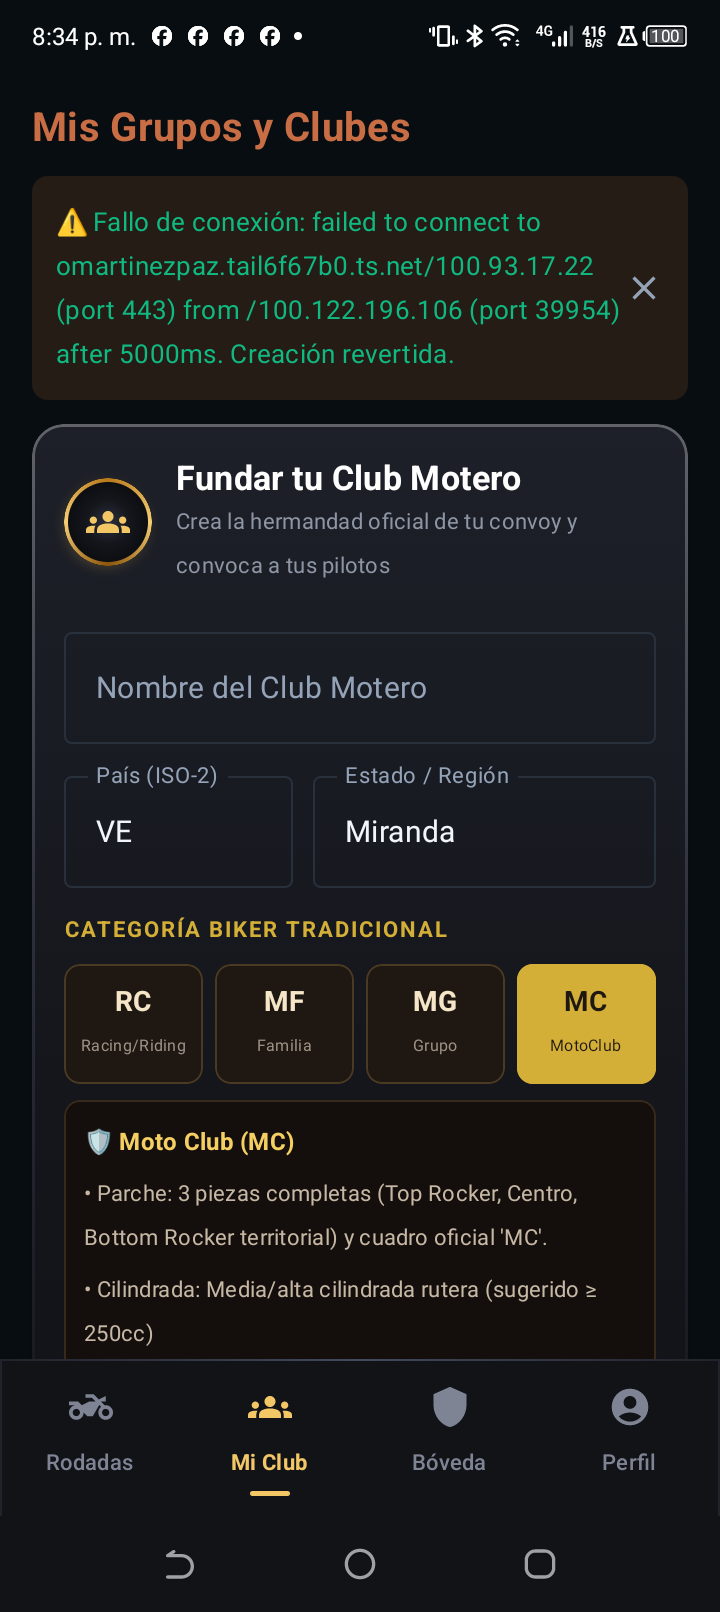 8:34 p. m.
4G
416 B/S
100
Mis Grupos y Clubes
⚠️ Fallo de conexión: failed to connect to
omartinezpaz.tail6f67b0.ts.net/100.93.17.22
(port 443) from /100.122.196.106 (port 39954)
after 5000ms. Creación revertida.
Fundar tu Club Motero
Crea la hermandad oficial de tu convoy y
convoca a tus pilotos
Nombre del Club Motero
País (ISO-2)
VE
Estado / Región
Miranda
CATEGORÍA BIKER TRADICIONAL
RC
Racing/Riding
MF
Familia
MG
Grupo
MC
MotoClub
🛡️ Moto Club (MC)
• Parche: 3 piezas completas (Top Rocker, Centro,
Bottom Rocker territorial) y cuadro oficial 'MC'.
• Cilindrada: Media/alta cilindrada rutera (sugerido ≥
250cc)
Rodadas
Mi Club
Bóveda
Perfil